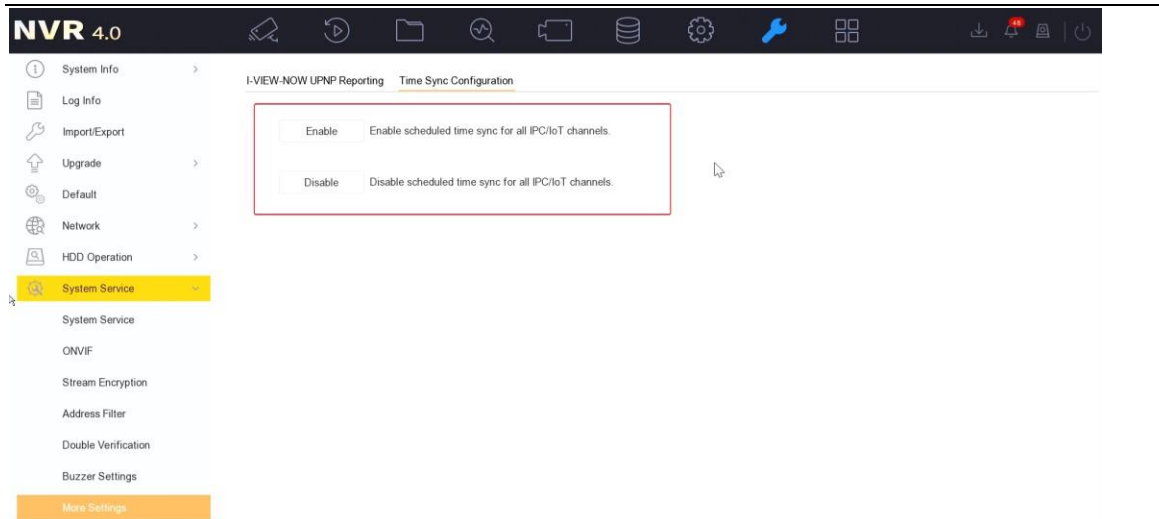 NVR 4.0
48
System Info
Log Info
Import/Export
Upgrade
Default
Network
HDD Operation
System Service
System Service
ONVIF
Stream Encryption
Address Filter
Double Verification
Buzzer Settings
More Settings
I-VIEW-NOW UPNP Reporting Time Sync Configuration
Enable Enable scheduled time sync for all IPC/IoT channels.
Disable Disable scheduled time sync for all IPC/IoT channels.